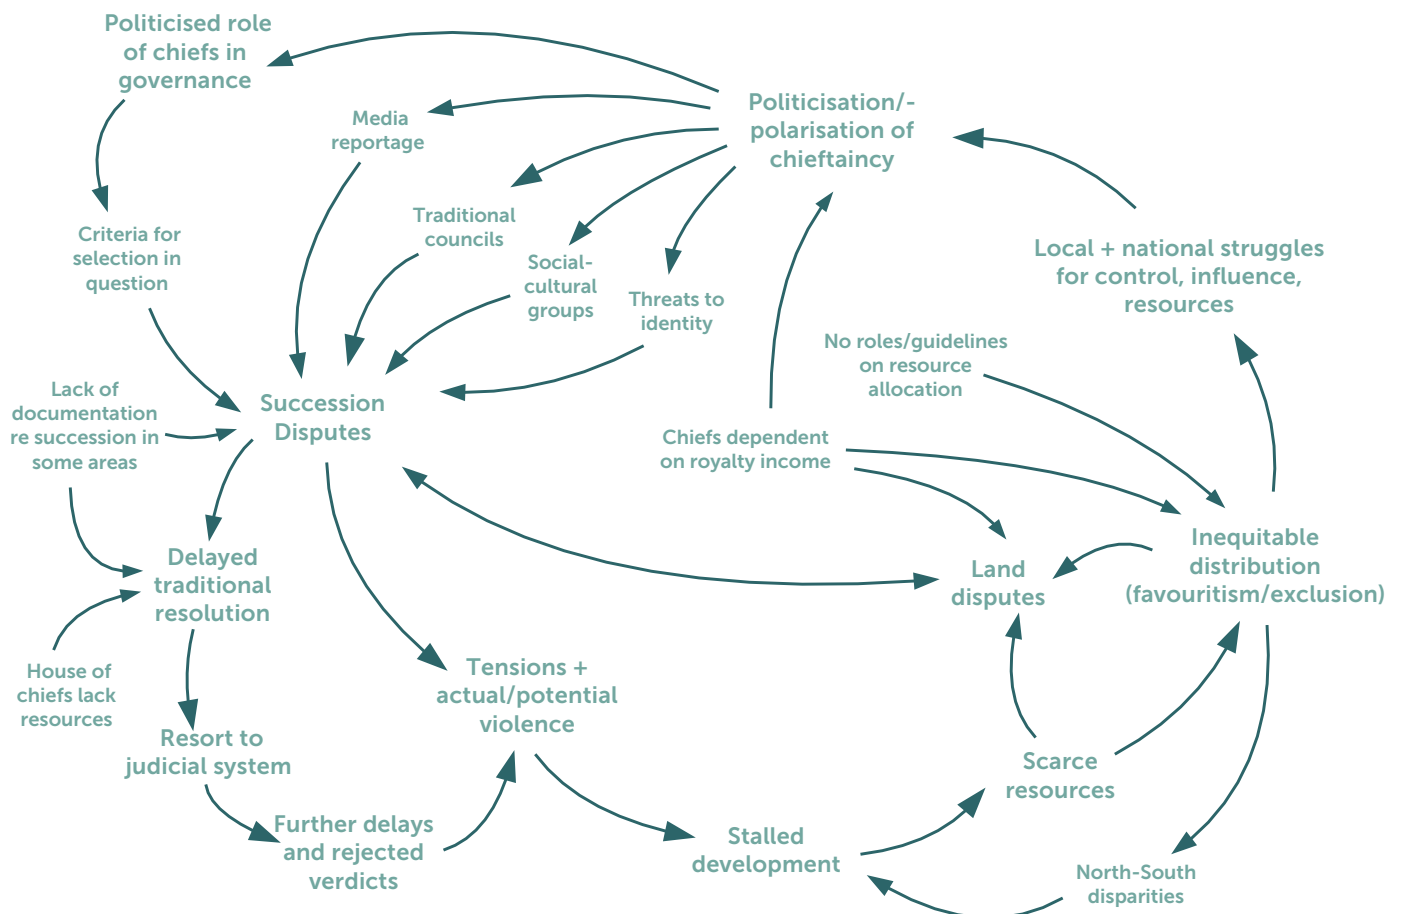 Politicised role
of chiefs in
governance
Media
reportage
Politicisation/-
polarisation of
chieftaincy
Traditional
councils
Criteria for
selection in
question
Social-
cultural
groups
Threats to
identity
Local + national struggles
for control, influence,
resources
No roles/guidelines
on resource
allocation
Lack of
documentation
re succession in
some areas
Succession
Disputes
Chiefs dependent
on royalty income
Inequitable
distribution
(favouritism/exclusion)
Land
disputes
Delayed
traditional
resolution
House of
chiefs lack
resources
Tensions +
actual/potential
violence
Resort to
judicial system
Scarce
resources
Further delays
and rejected
verdicts
Stalled
development
North-South
disparities